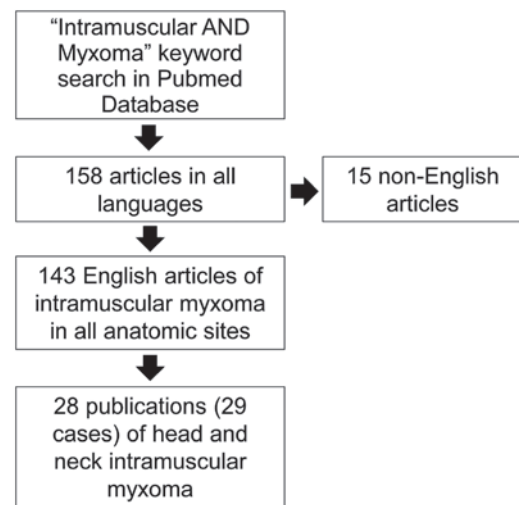 “Intramuscular AND
Myxoma” keyword
search in Pubmed
Database
158 articles in all
languages
15 non-English
articles
143 English articles of
intramuscular myxoma
in all anatomic sites
28 publications (29
cases) of head and
neck intramuscular
myxoma